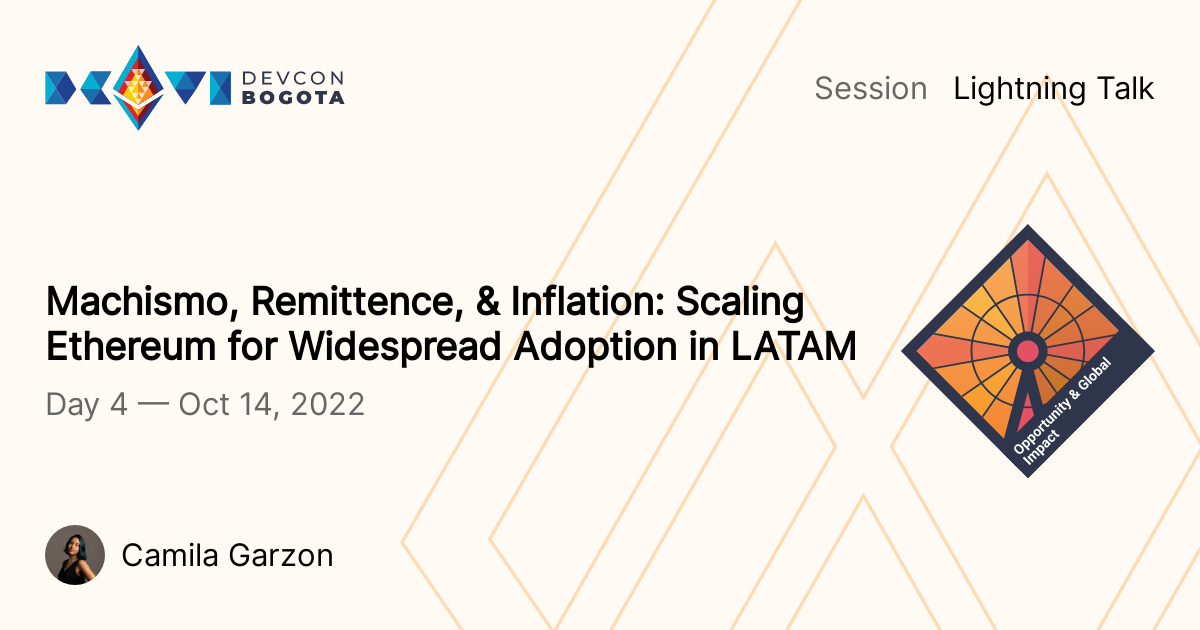 DEVCON
BOGOTA
Session Lightning Talk
Machismo, Remittence, & Inflation: Scaling
Ethereum for Widespread Adoption in LATAM
Day 4 — Oct 14, 2022
Opportunity & Global
Impact
Camila Garzon